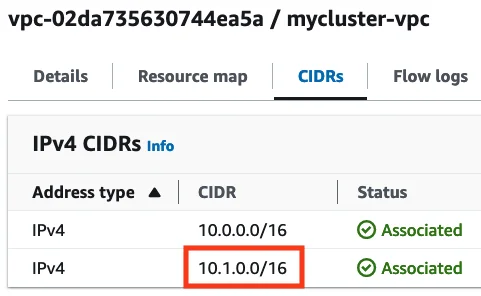 vpc-02da735630744ea5a / mycluster-vpc
Details Resource map CIDRs Flow logs
IPv4 CIDRs Info
Address type ▲ CIDR Status
IPv4 10.0.0.0/16 Associated
IPv4 10.1.0.0/16 Associated